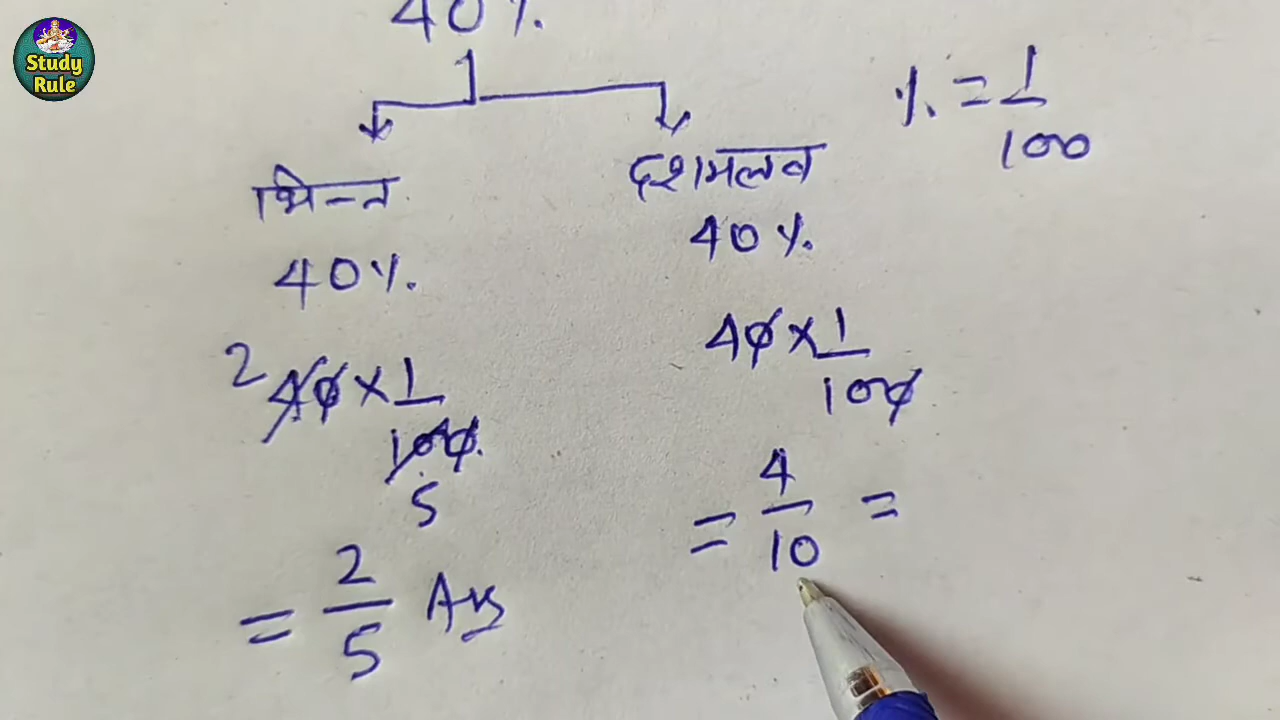 Study
Rule
40%
% = 1/100
भिन्न
दशमलव
40%
40%
2 40 × 1/100 5
40 × 1/100
= 2/5 Ans
= 4/10 =